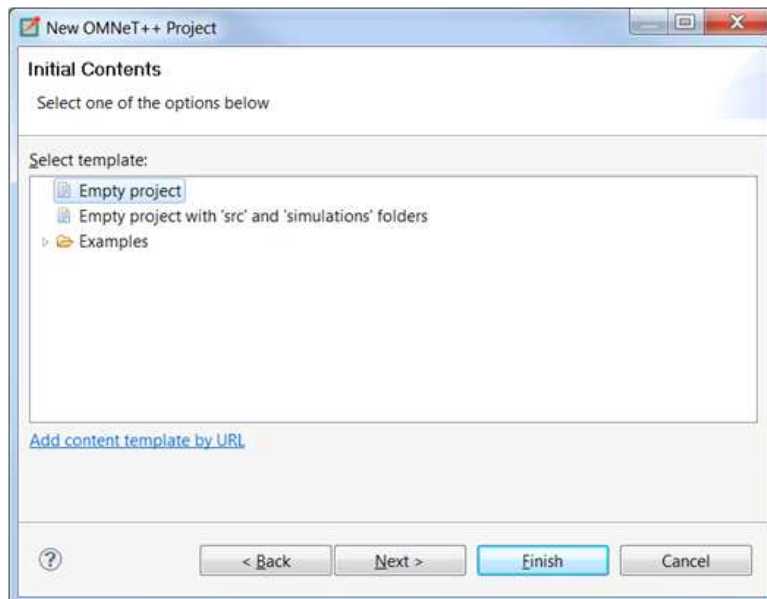 New OMNeT++ Project
Initial Contents
Select one of the options below
Select template:
Empty project
Empty project with 'src' and 'simulations' folders
Examples
Add content template by URL
?
< Back
Next >
Finish
Cancel